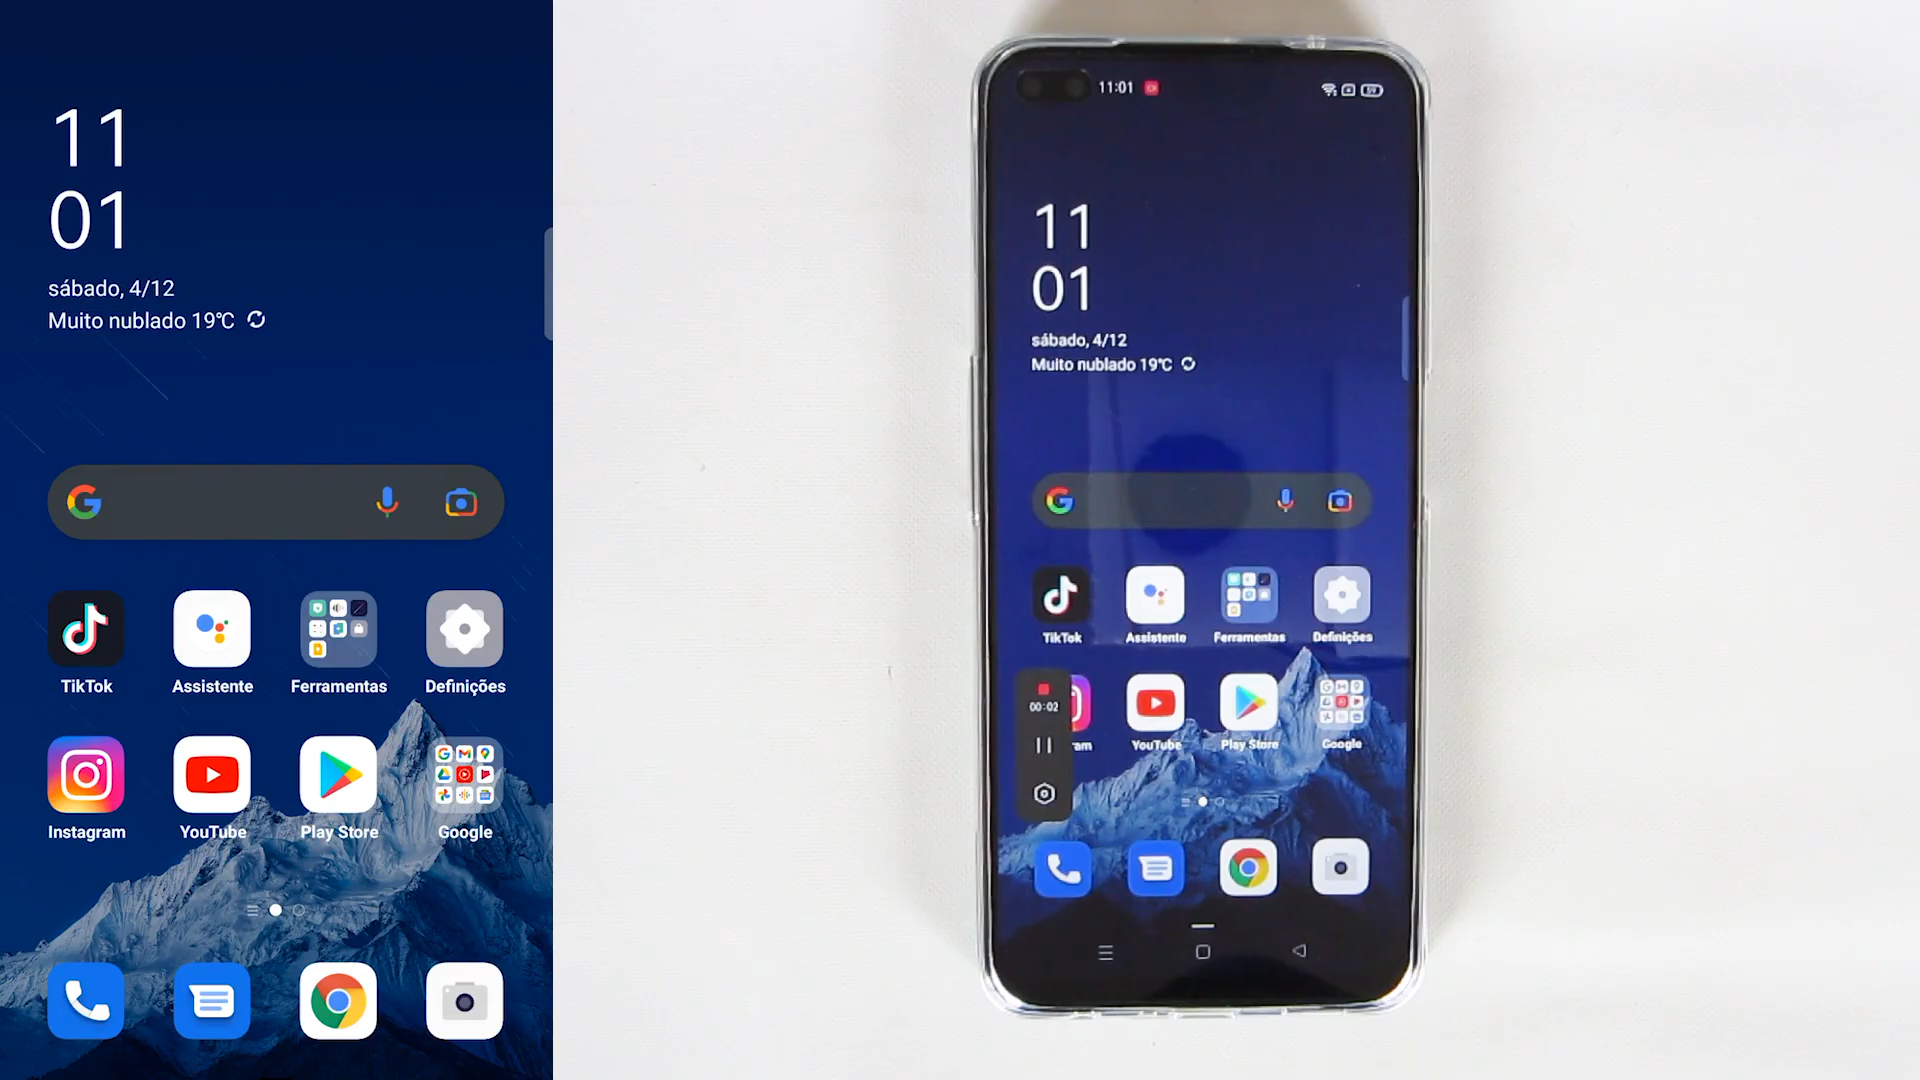 11
01
sábado, 4/12
Muito nublado 19℃
TikTok
Assistente
Ferramentas
Definições
Instagram
YouTube
Play Store
Google
11:01
11
01
sábado, 4/12
Muito nublado 19℃
TikTok
Assistente
Ferramentas
Definições
00:02
ram
YouTube
Play Store
Google